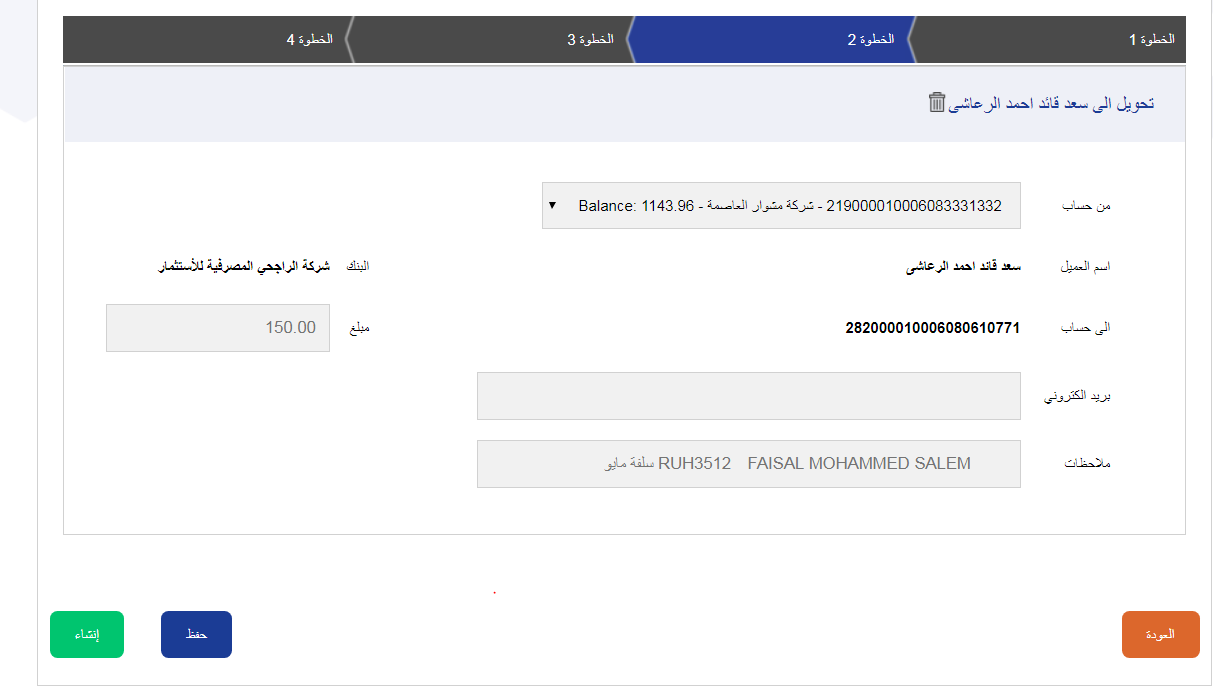 الخطوة 1
الخطوة 2
الخطوة 3
الخطوة 4
تحويل الى سعد قائد احمد الرعاشى
من حساب
219000010006083331332 - شركة مشوار العاصمة - Balance: 1143.96
اسم العميل سعد قائد احمد الرعاشى
البنك شركة الراجحي المصرفية للأستثمار
الى حساب 282000010006080610771
مبلغ 150.00
بريد الكتروني
ملاحظات
RUH3512 FAISAL MOHAMMED SALEM سلفة مايو
العودة
حفظ
إنشاء